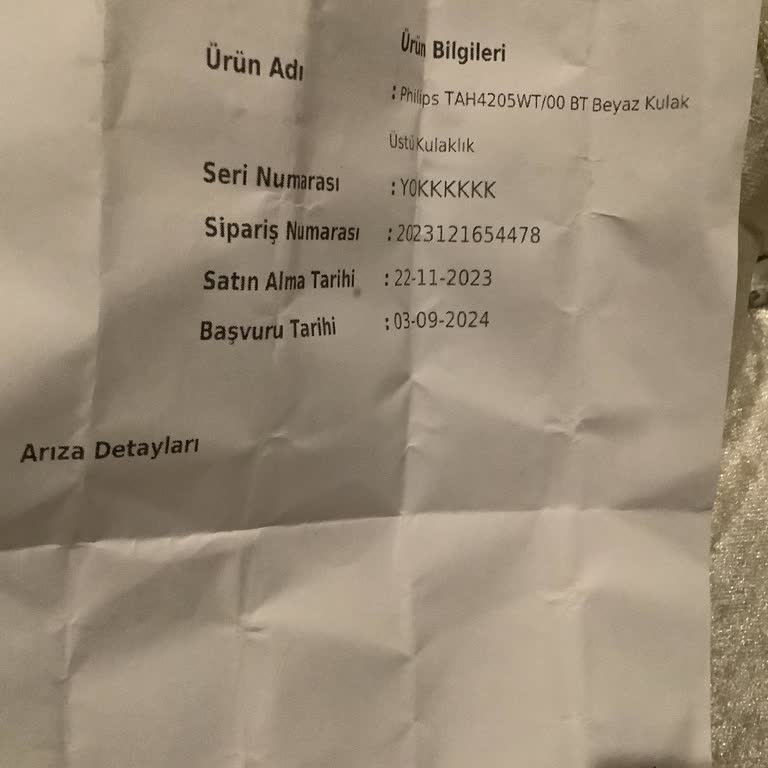 Ürün Bilgileri
Ürün Adı : Philips TAH4205WT/00 BT Beyaz Kulak
Üstü Kulaklık
Seri Numarası : Y0KKKKKK
Sipariş Numarası : 2023121654478
Satın Alma Tarihi : 22-11-2023
Başvuru Tarihi : 03-09-2024
Arıza Detayları